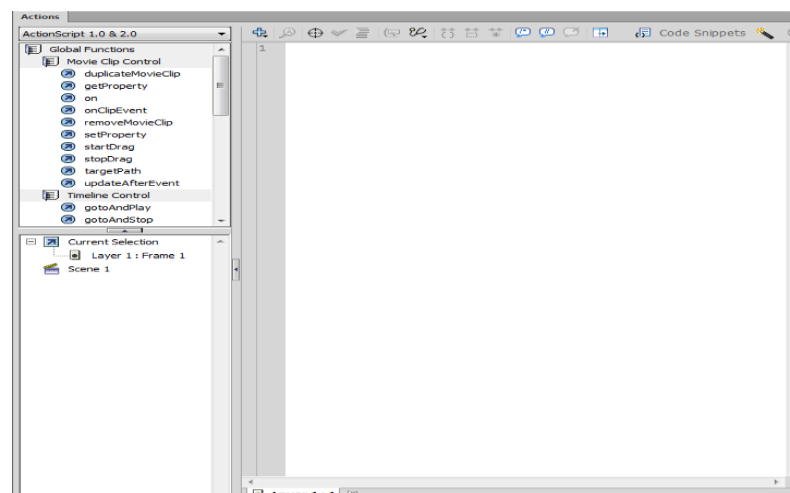 Actions
ActionScript 1.0 & 2.0
Global Functions
Movie Clip Control
duplicateMovieClip
getProperty
on
onClipEvent
removeMovieClip
setProperty
startDrag
stopDrag
targetPath
updateAfterEvent
Timeline Control
gotoAndPlay
gotoAndStop
Current Selection
Layer 1 : Frame 1
Scene 1
Code Snippets
1